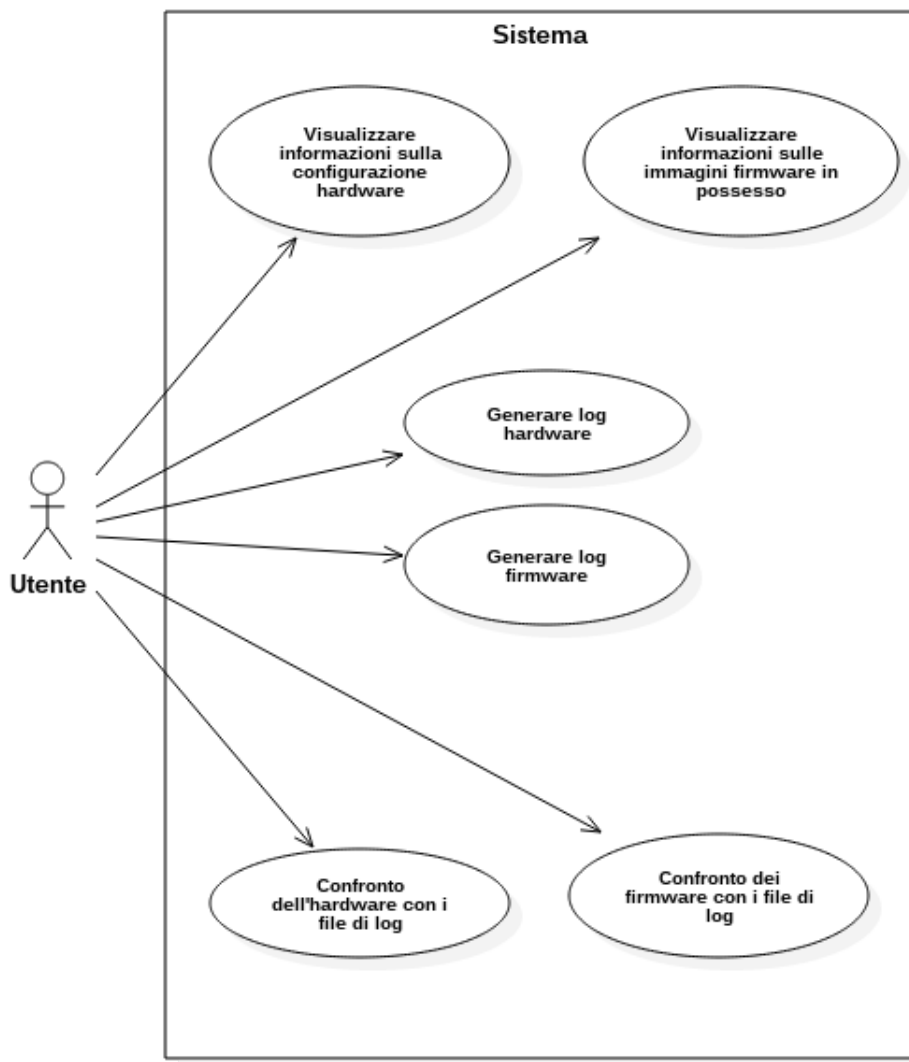 Sistema
Visualizzare
informazioni sulla
configurazione
hardware
Visualizzare
informazioni sulle
immagini firmware in
possesso
Generare log
hardware
Utente
Generare log
firmware
Confronto
dell'hardware con i
file di log
Confronto dei
firmware con i file di
log